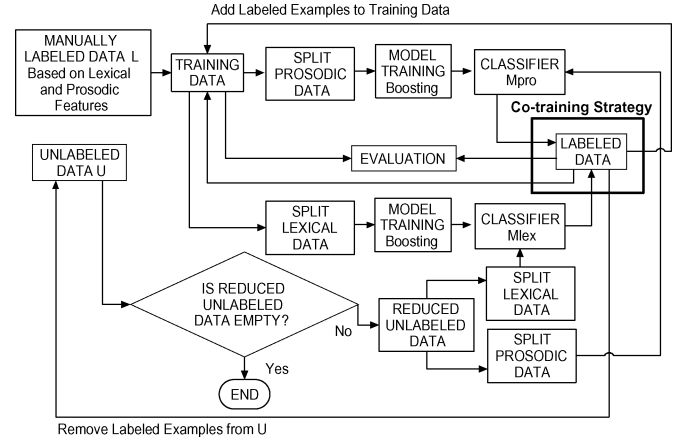 Add Labeled Examples to Training Data
MANUALLY
LABELED DATA L
Based on Lexical
and Prosodic
Features
TRAINING
DATA
SPLIT
PROSODIC
DATA
MODEL
TRAINING
Boosting
CLASSIFIER
Mpro
Co-training Strategy
LABELED
DATA
EVALUATION
UNLABELED
DATA U
SPLIT
LEXICAL
DATA
MODEL
TRAINING
Boosting
CLASSIFIER
Mlex
IS REDUCED
UNLABELED
DATA EMPTY?
No
REDUCED
UNLABELED
DATA
SPLIT
LEXICAL
DATA
SPLIT
PROSODIC
DATA
Yes
END
Remove Labeled Examples from U